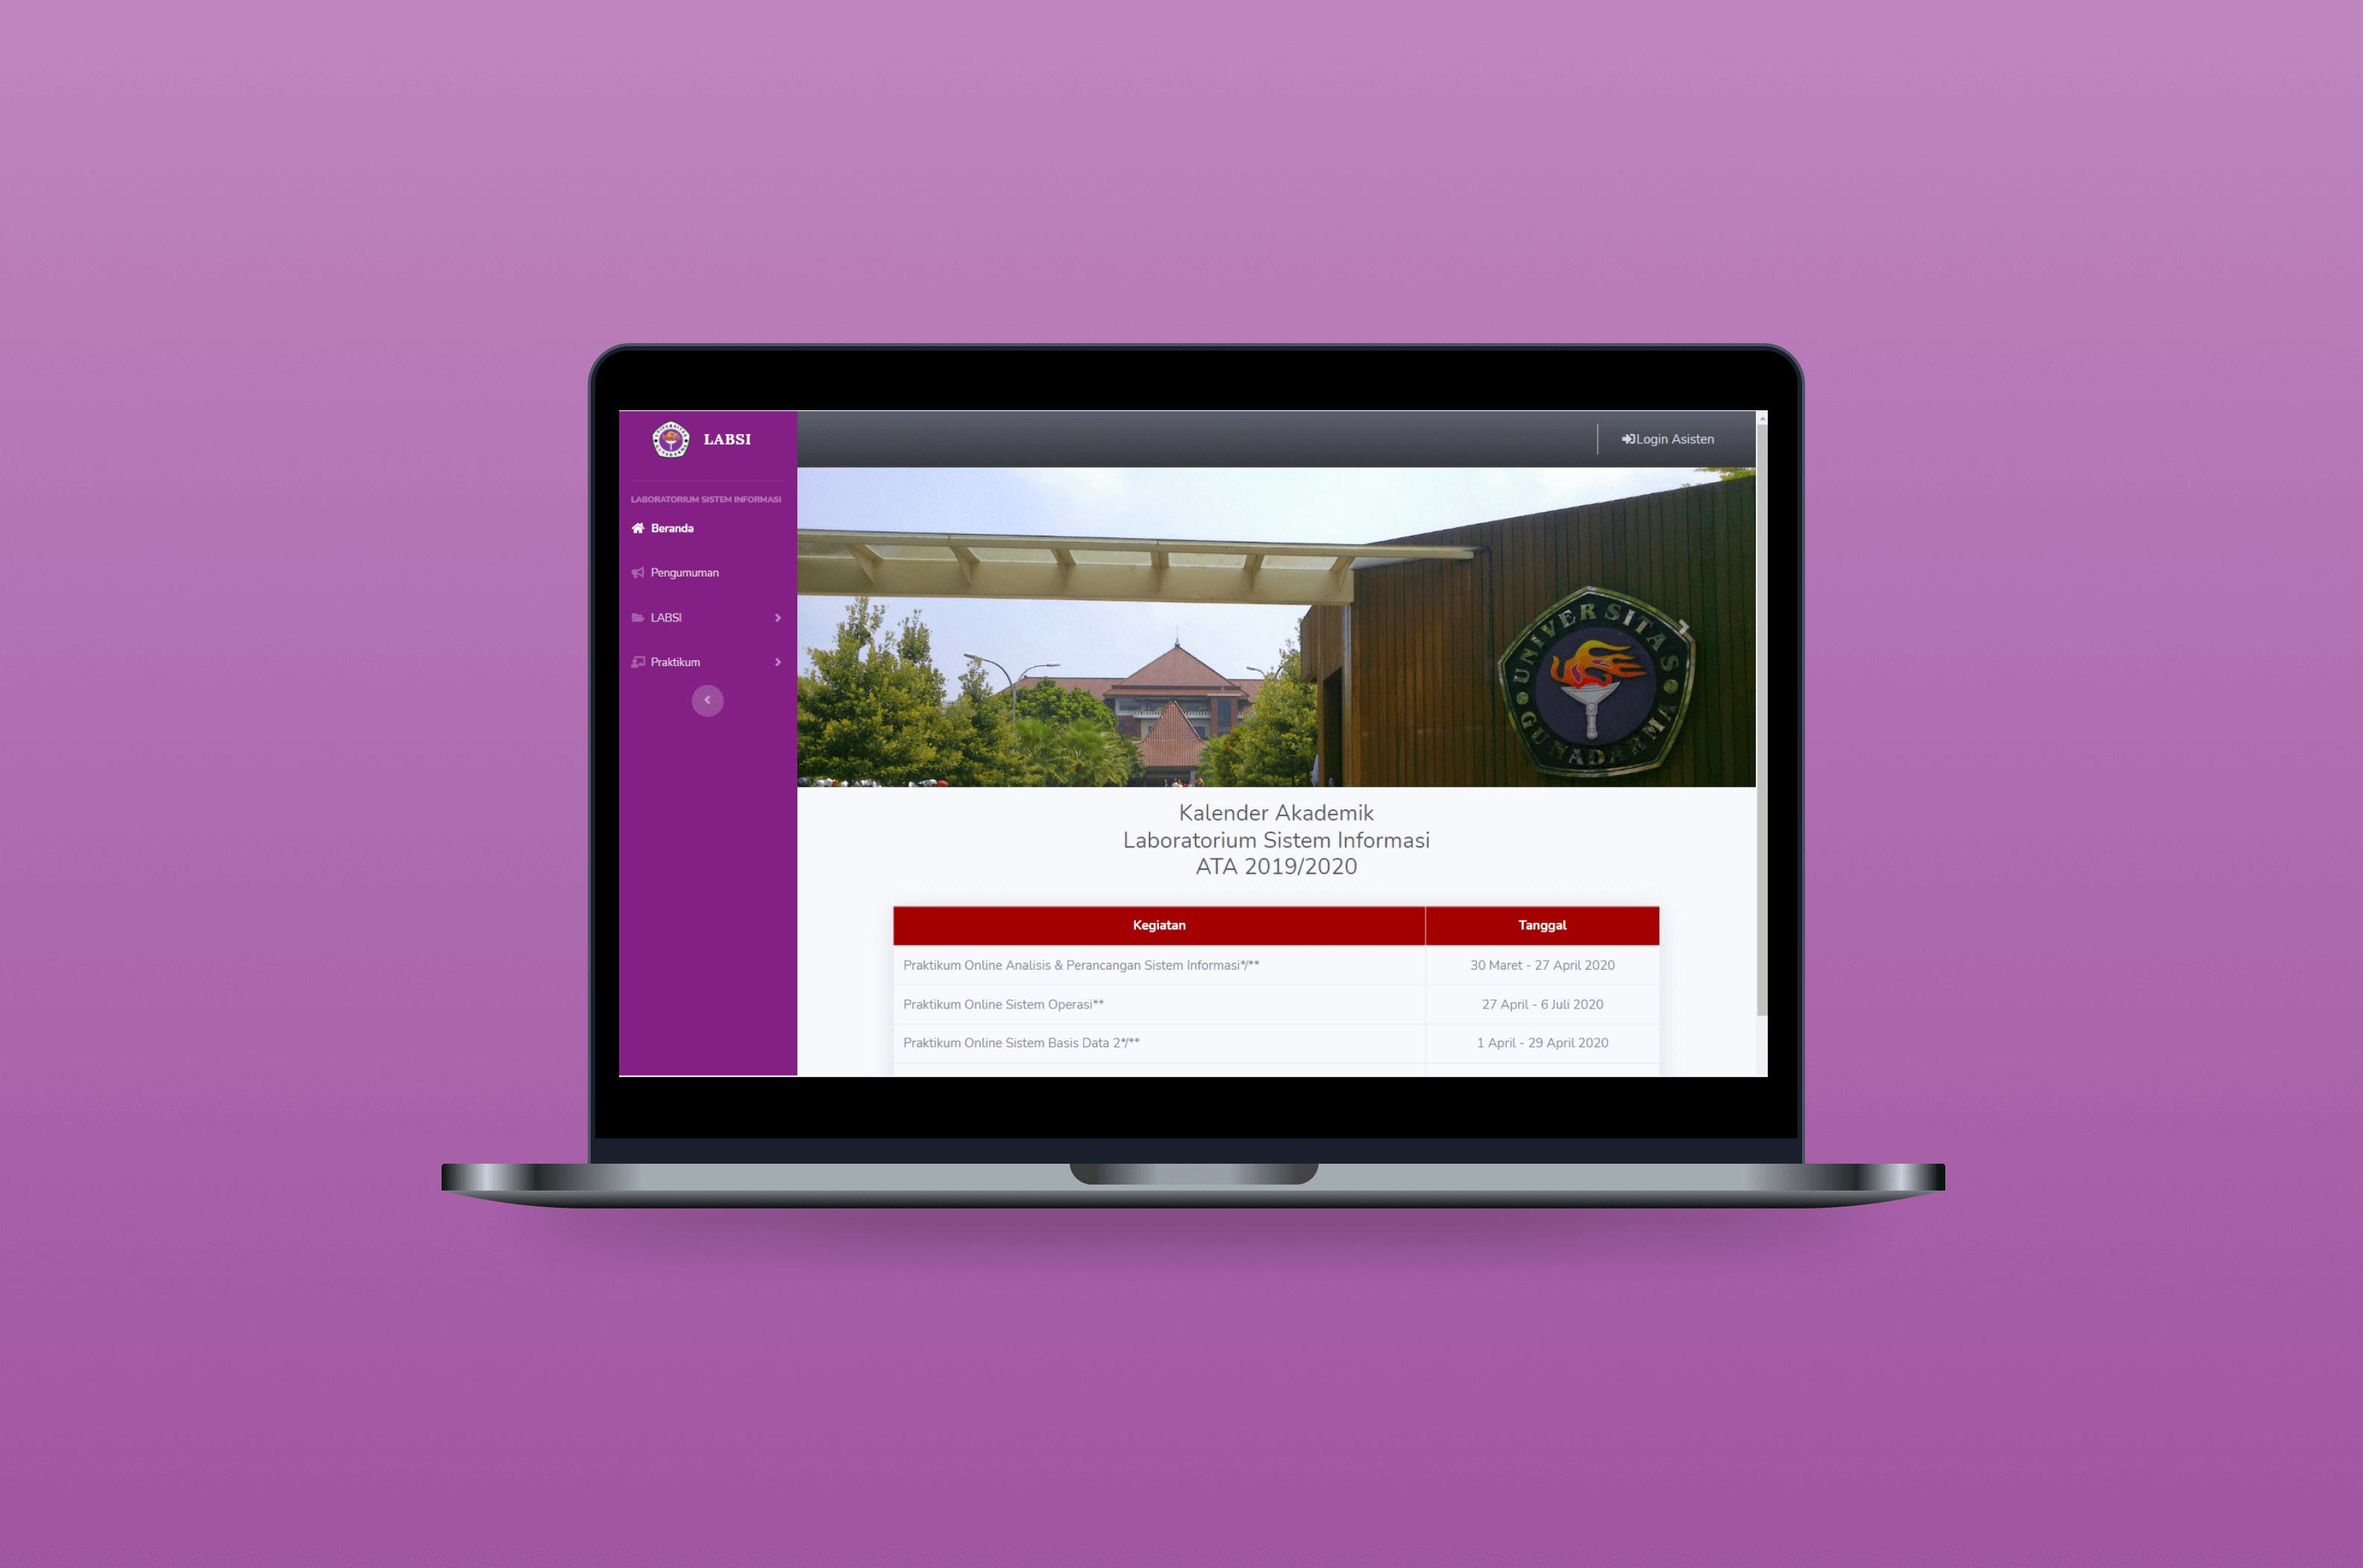 LABSI
Login Asisten
LABORATORIUM SISTEM INFORMASI
Beranda
Pengumuman
LABSI
Praktikum
UNIVERSITAS
GUNADARMA
Kalender Akademik
Laboratorium Sistem Informasi
ATA 2019/2020
Kegiatan Tanggal
Praktikum Online Analisis & Perancangan Sistem Informasi*/** 30 Maret - 27 April 2020
Praktikum Online Sistem Operasi** 27 April - 6 Juli 2020
Praktikum Online Sistem Basis Data 2*/** 1 April - 29 April 2020